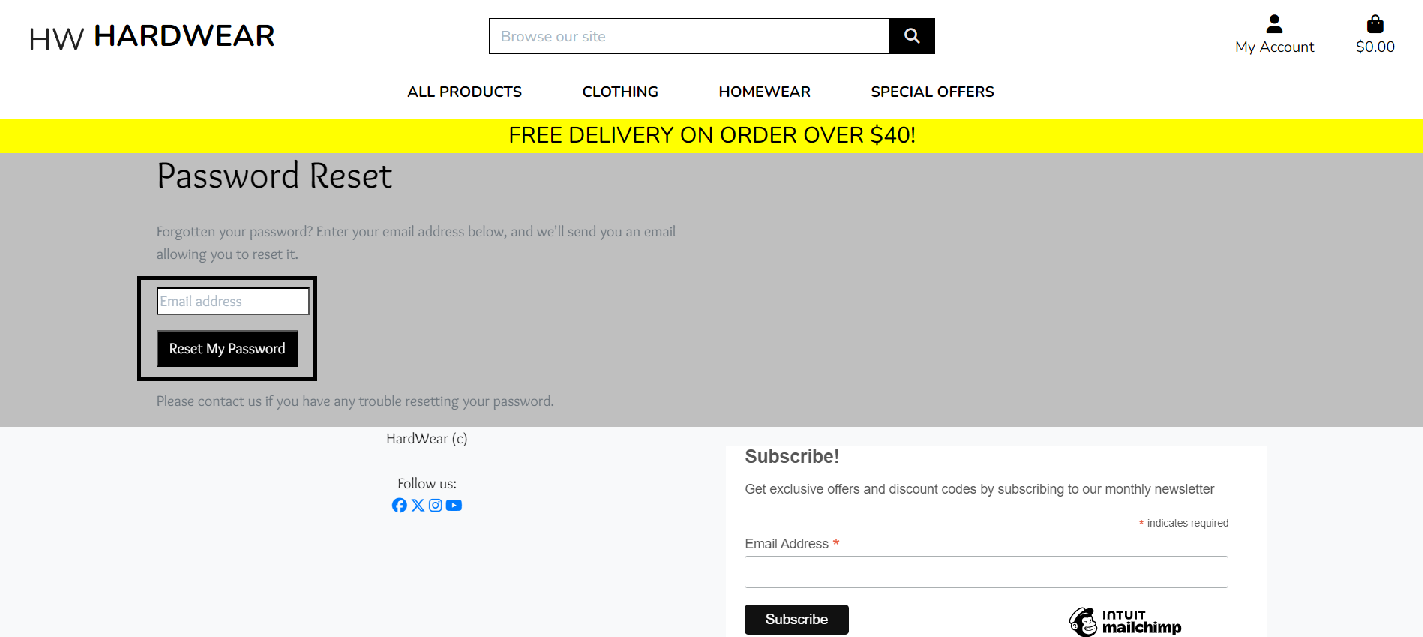 HW HARDWEAR
Browse our site
My Account
$0.00
ALL PRODUCTS CLOTHING HOMEWEAR SPECIAL OFFERS
FREE DELIVERY ON ORDER OVER $40!
Password Reset
Forgotten your password? Enter your email address below, and we'll send you an email
allowing you to reset it.
Email address
Reset My Password
Please contact us if you have any trouble resetting your password.
HardWear (c)
Follow us:
Subscribe!
Get exclusive offers and discount codes by subscribing to our monthly newsletter
* indicates required
Email Address *
Subscribe
INTUIT
mailchimp